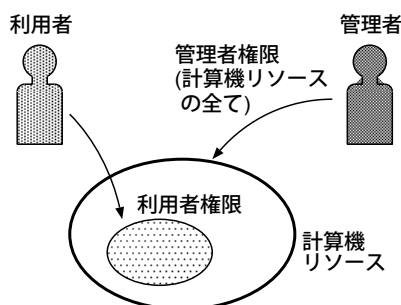 利用者
管理者
管理者権限
(計算機リソース
の全て)
利用者権限
計算機
リソース